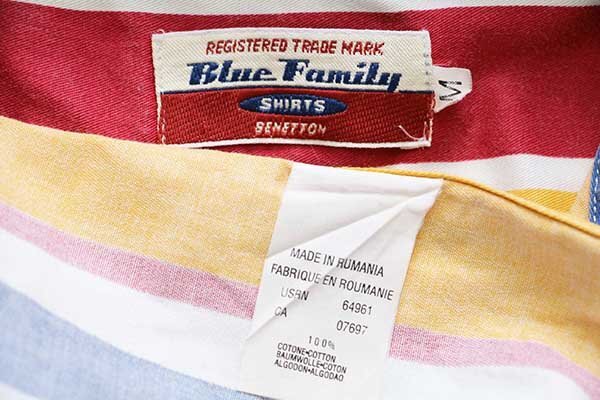 REGISTERED TRADE MARK
Blue Family
SHIRTS
BENETTON
M
MADE IN RUMANIA
FABRIQUE EN ROUMANIE
USRN 64961
CA 07697
100%
COTONE•COTTON
BAUMWOLLE•COTON
ALGODON•ALGODAO